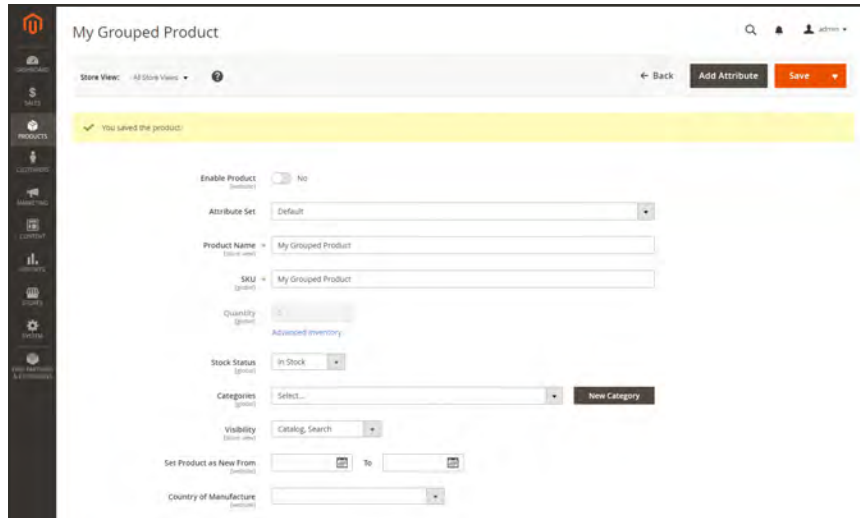 My Grouped Product
admin
Store View: All Store Views
← Back
Add Attribute
Save
DASHBOARD
SALES
PRODUCTS
CUSTOMERS
MARKETING
CONTENT
REPORTS
STORES
SYSTEM
FIND PARTNERS
& EXTENSIONS
You saved the product.
Enable Product
[website]
No
Attribute Set
Default
Product Name *
[store view]
My Grouped Product
SKU *
[global]
My Grouped Product
Quantity
[global]
Advanced Inventory
Stock Status
[global]
In Stock
Categories
[global]
Select...
New Category
Visibility
[store view]
Catalog, Search
Set Product as New From
[website]
To
Country of Manufacture
[website]